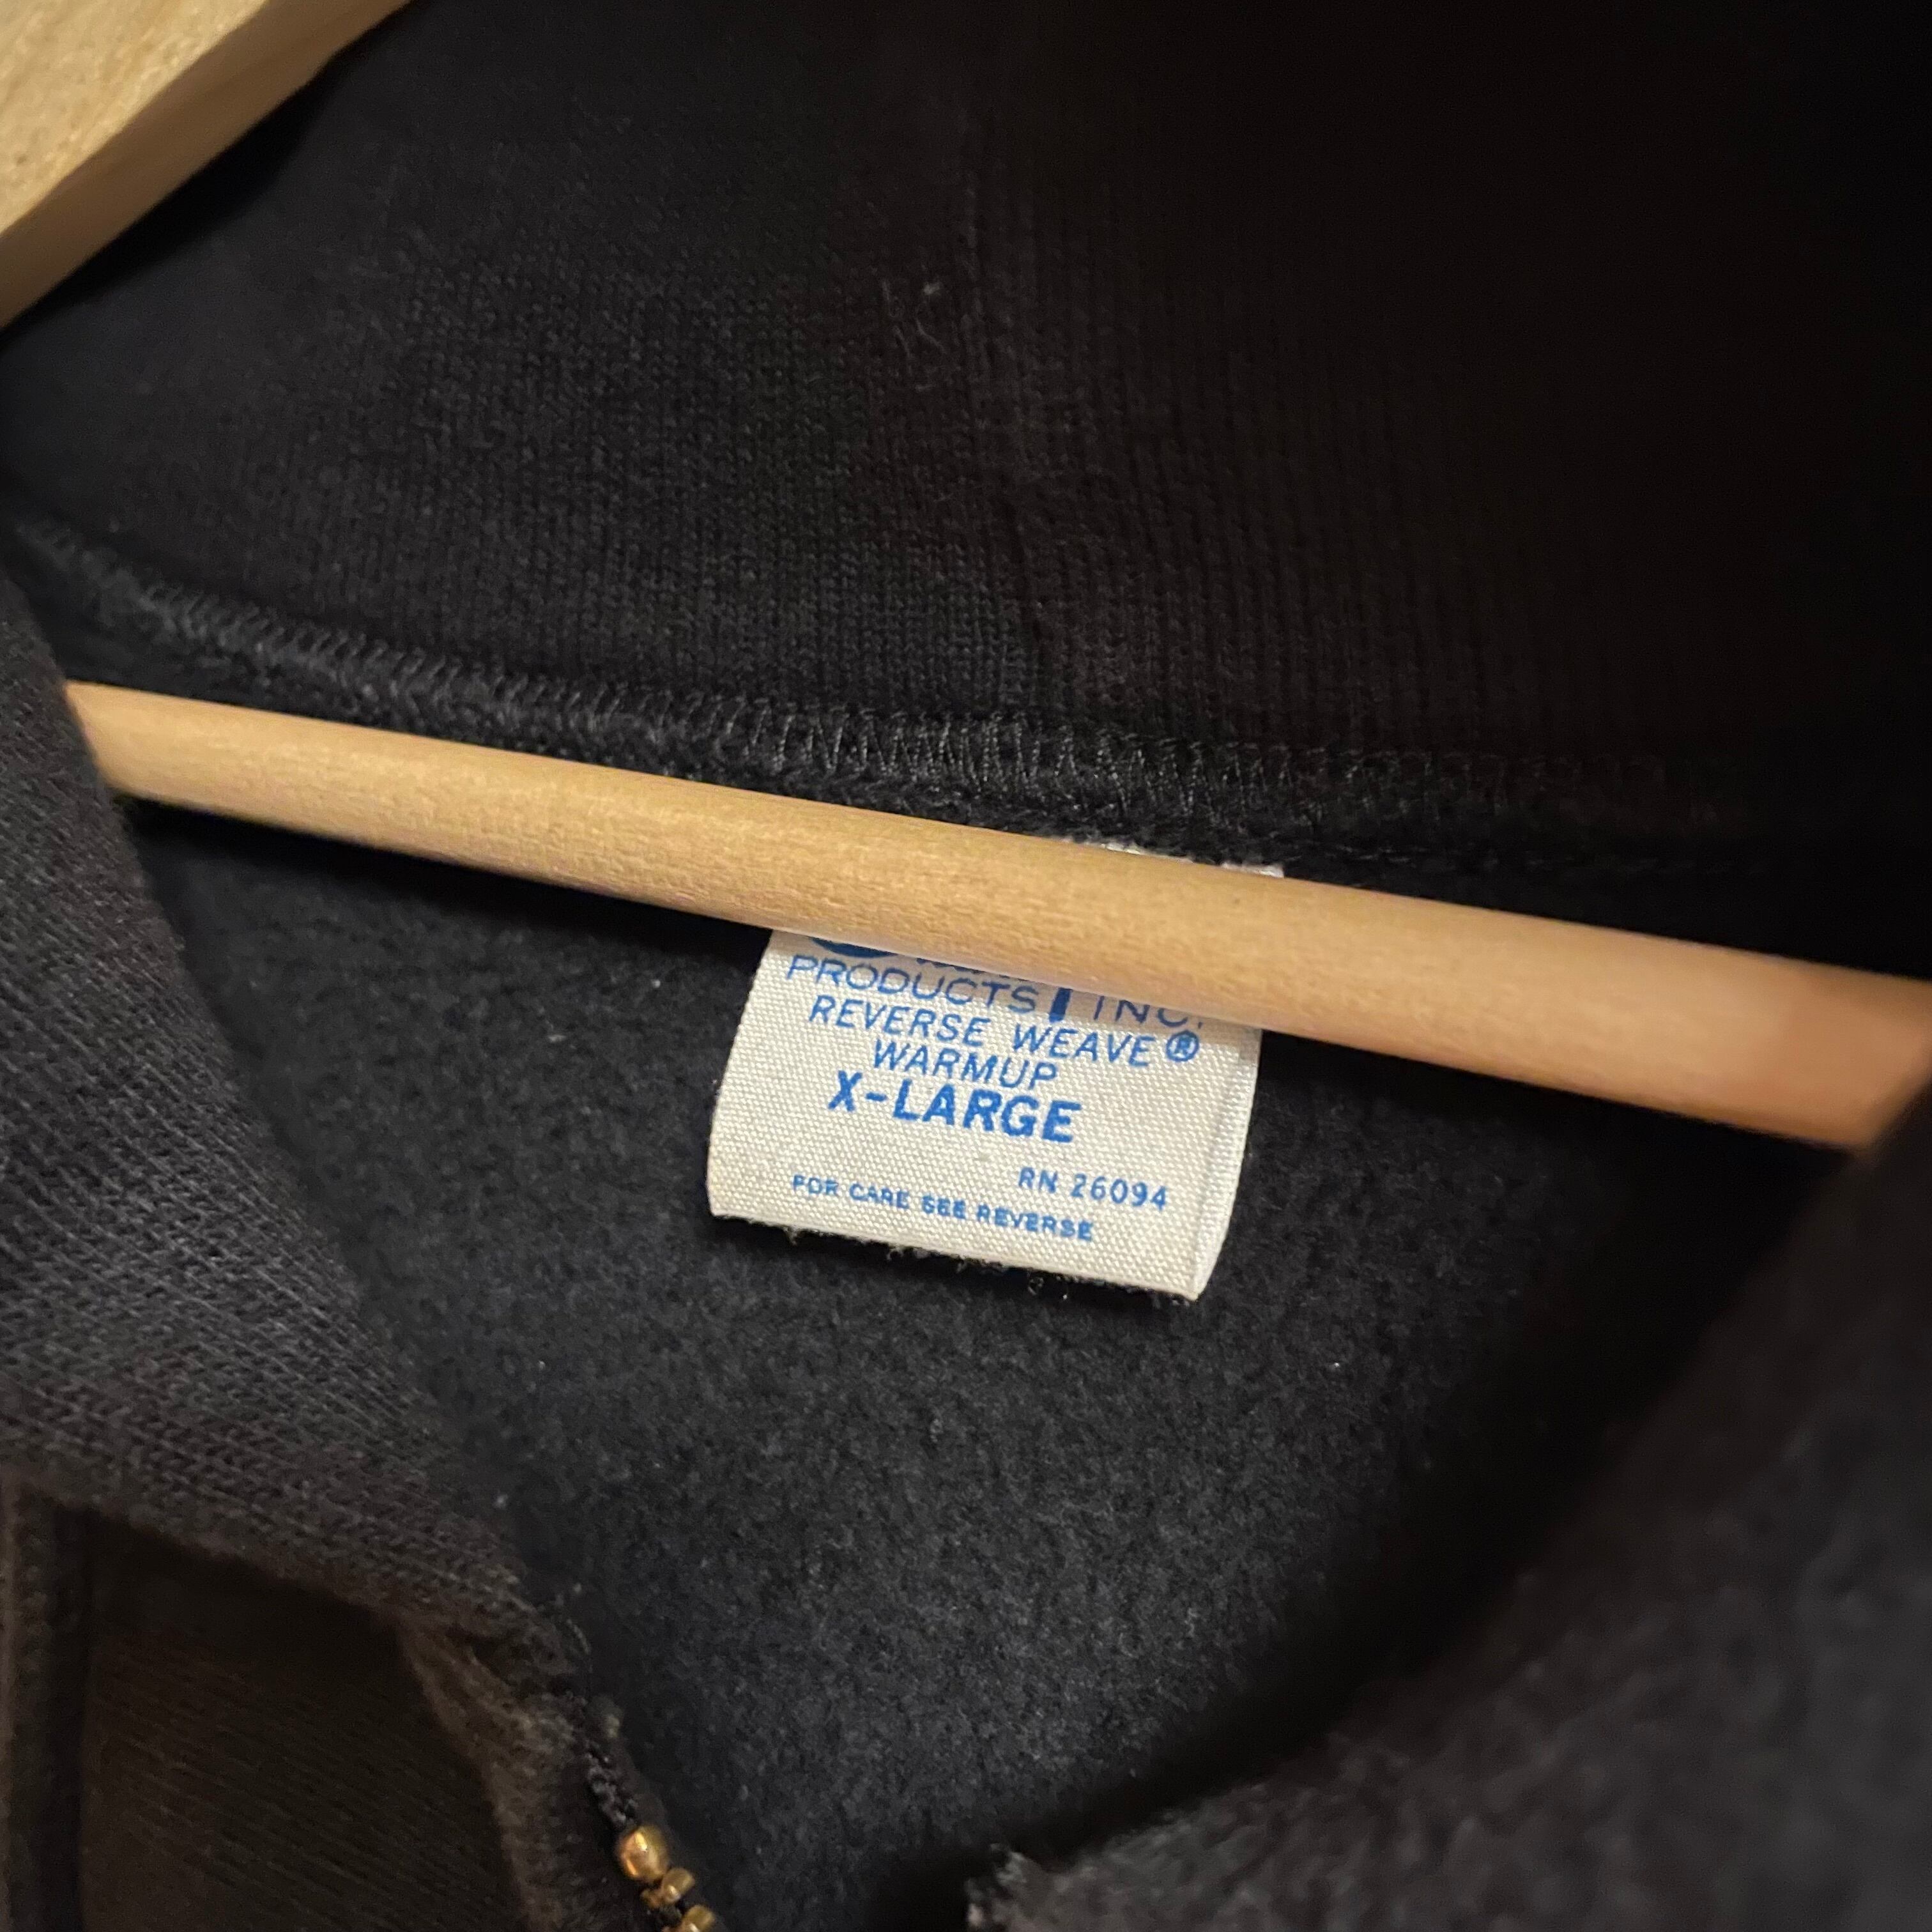 PRODUCTS INC.
REVERSE WEAVE®
WARMUP
X-LARGE
RN 26094
FOR CARE SEE REVERSE